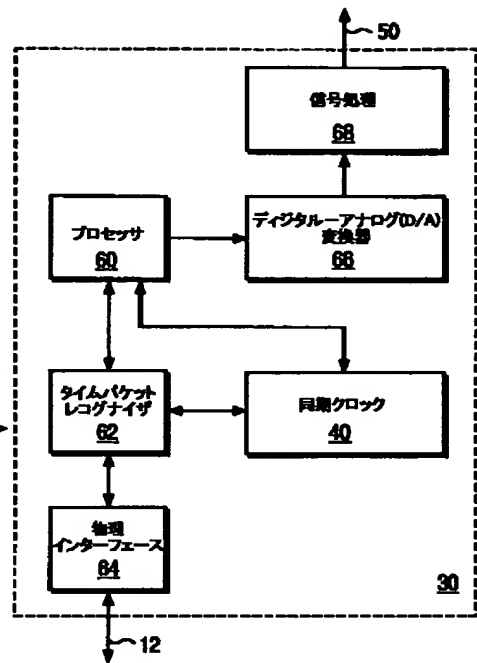 50
信号処理
68
ディジタルーアナログ(D/A)
変換器
66
プロセッサ
60
タイムパケット
レコグナイザ
62
同期クロック
40
物理
インターフェース
64
30
12